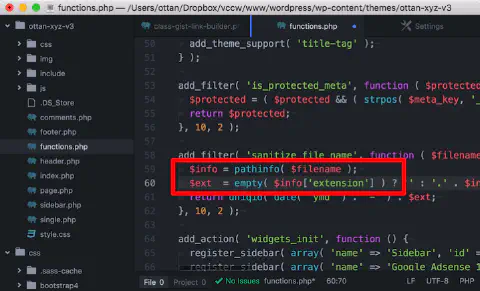 functions.php — /Users/ottan/Dropbox/vccw/www/wordpress/wp-content/themes/ottan-xyz-v3
ottan-xyz-v3
css
img
include
js
.DS_Store
comments.php
footer.php
functions.php
header.php
index.php
page.php
sidebar.php
single.php
style.css
css
.sass-cache
bootstrap4
class-gist-link-builder.p
functions.php
Settings
50 add_theme_support( 'title-tag' );
51 } );
52
53 add_filter( 'is_protected_meta', function ( $protected
54 $protected = ( $protected && ( strpos( $meta_key, '_
55 return $protected;
56 }, 10, 2 );
57
58 add_filter( 'sanitize_file_name', function ( $filename
59 $info = pathinfo( $filename );
60 $ext = empty( $info['extension'] ) ? '' : '.' . $in
61 return uniqid( date( 'ymd' ) . '-' ) . $ext;
62 }, 10, 2 );
63
64 add_action( 'widgets_init', function () {
65 register_sidebar( array( 'name' => 'Sidebar', 'id' =
66 register_sidebar( array( 'name' => 'Google Adsense 1
File 0 Project 0 No Issues functions.php* 60:70 LF UTF-8 PHP